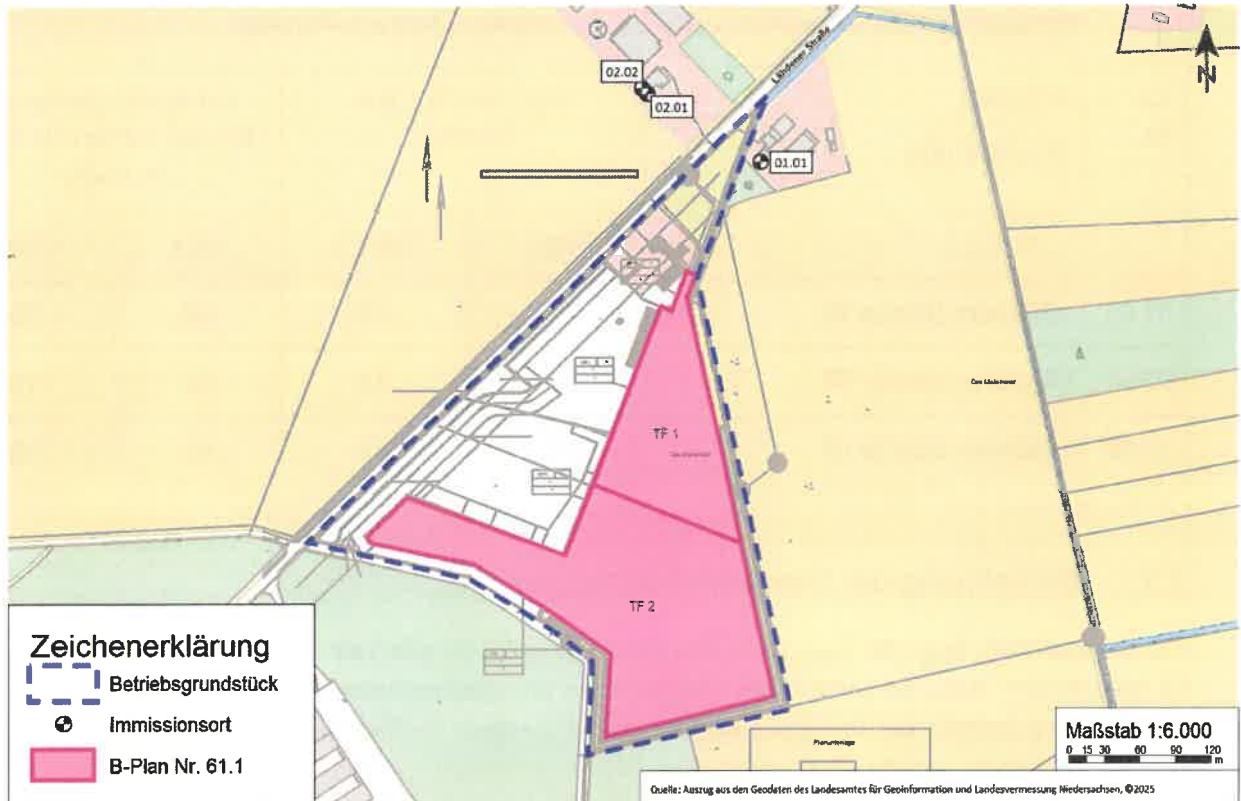 Lähdener Straße
N
02.02
02.01
01.01
TF 1
TF 2
Zeichenerklärung
Betriebsgrundstück
Immissionsort
B-Plan Nr. 61.1
Maßstab 1:6.000
0 15 30 60 90 120
m
Quelle: Auszug aus den Geodaten des Landesamtes für Geoinformation und Landesvermessung Niedersachsen, ©2025